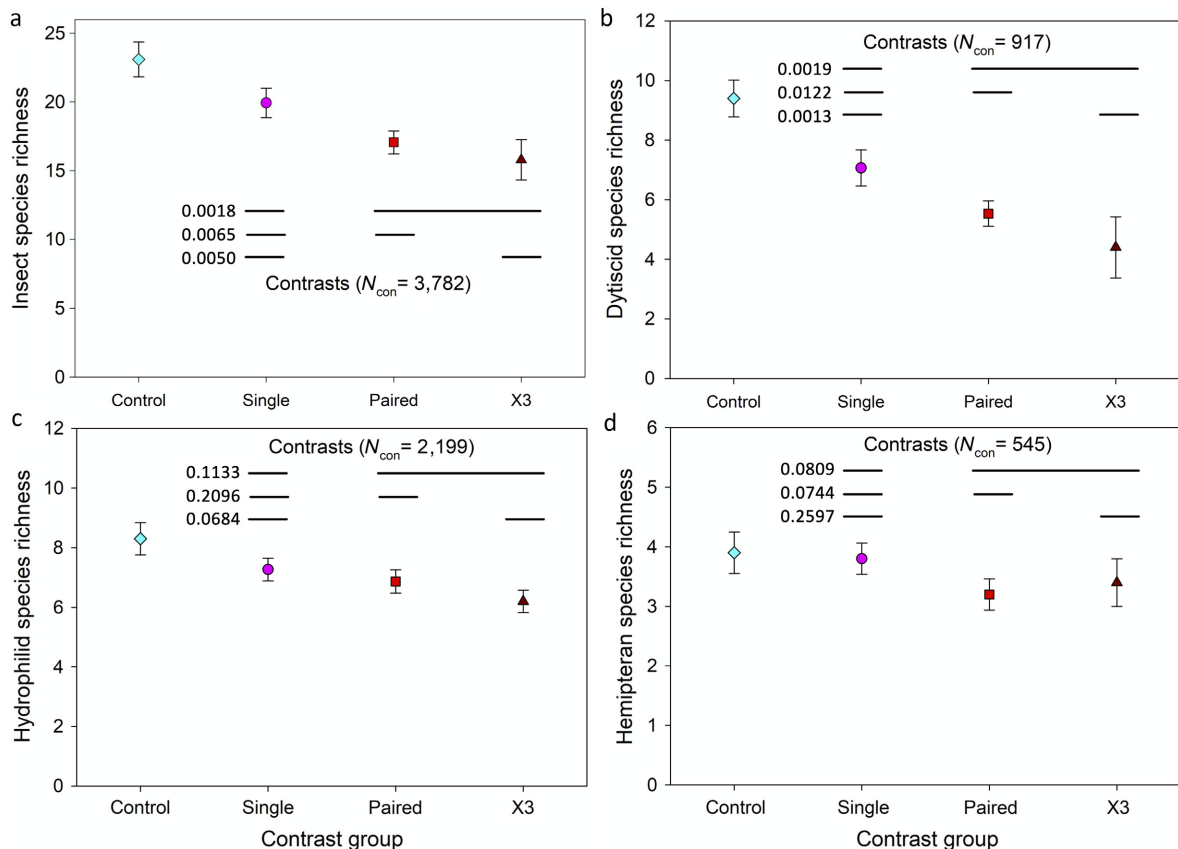 a
Insect species richness
25
20
15
10
5
0
0.0018
0.0065
0.0050
Contrasts (Ncon= 3,782)
Control Single Paired X3
b
Dytiscid species richness
12
10
8
6
4
2
0
Contrasts (Ncon= 917)
0.0019
0.0122
0.0013
Control Single Paired X3
c
Hydrophilid species richness
12
10
8
6
4
2
0
Contrasts (Ncon= 2,199)
0.1133
0.2096
0.0684
Control Single Paired X3
Contrast group
d
Hemipteran species richness
6
5
4
3
2
1
0
Contrasts (Ncon= 545)
0.0809
0.0744
0.2597
Control Single Paired X3
Contrast group